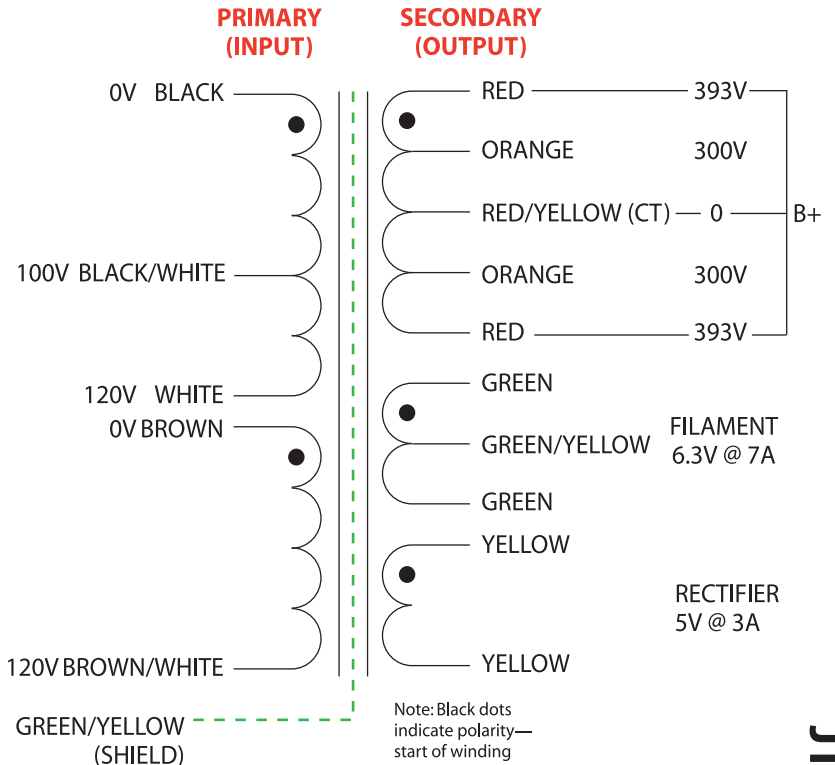 PRIMARY
(INPUT)
SECONDARY
(OUTPUT)
0V BLACK
100V BLACK/WHITE
120V WHITE
0V BROWN
120V BROWN/WHITE
GREEN/YELLOW
(SHIELD)
RED 393V
ORANGE 300V
RED/YELLOW (CT) 0 B+
ORANGE 300V
RED 393V
GREEN
GREEN/YELLOW
GREEN
FILAMENT
6.3V @ 7A
YELLOW
YELLOW
RECTIFIER
5V @ 3A
Note: Black dots
indicate polarity—
start of winding